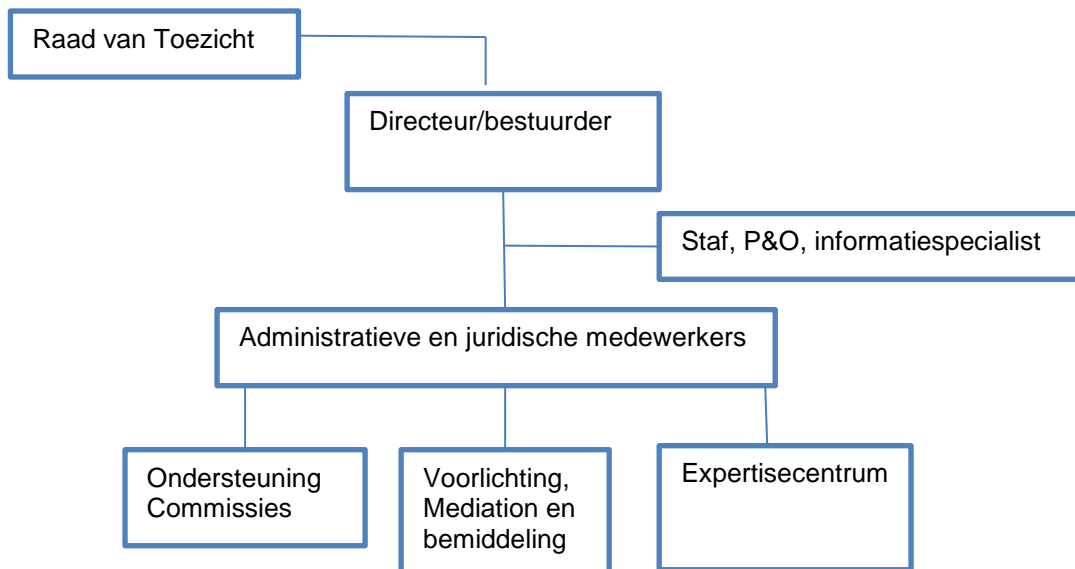 Raad van Toezicht
Directeur/bestuurder
Staf, P&O, informatiespecialist
Administratieve en juridische medewerkers
Ondersteuning
Commissies
Voorlichting,
Mediation en
bemiddeling
Expertisecentrum